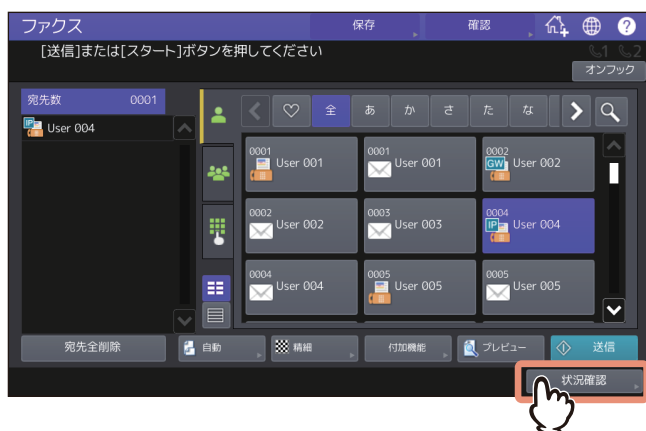 ファクス 保存 確認
[送信]または[スタート]ボタンを押してください
1 2
オンフック
宛先数 0001
IP User 004
全 あ か さ た な
0001 User 001
0001 User 001
0002 GW User 002
0002 User 002
0003 User 003
0004 IP User 004
0004 User 004
0005 User 005
0005 User 005
宛先全削除 自動 精細 付加機能 プレビュー 送信
状況確認